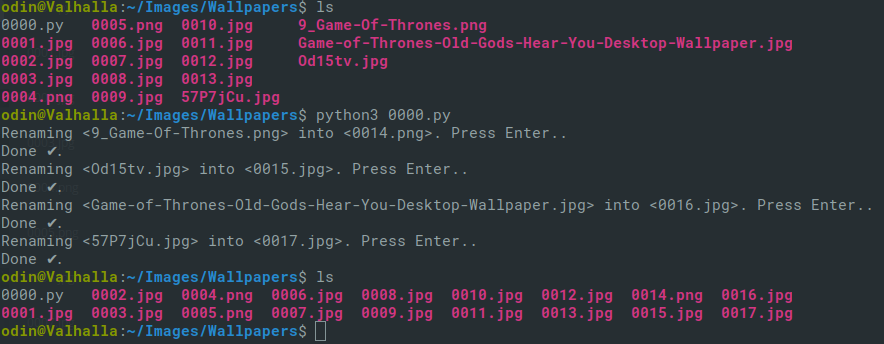 odin@Valhalla:~/Images/Wallpapers$ ls
0000.py 0005.png 0010.jpg 9_Game-Of-Thrones.png
0001.jpg 0006.jpg 0011.jpg Game-of-Thrones-Old-Gods-Hear-You-Desktop-Wallpaper.jpg
0002.jpg 0007.jpg 0012.jpg Od15tv.jpg
0003.jpg 0008.jpg 0013.jpg
0004.png 0009.jpg 57P7jCu.jpg
odin@Valhalla:~/Images/Wallpapers$ python3 0000.py
Renaming <9_Game-Of-Thrones.png> into <0014.png>. Press Enter..
Done ✔.
Renaming <Od15tv.jpg> into <0015.jpg>. Press Enter..
Done ✔.
Renaming <Game-of-Thrones-Old-Gods-Hear-You-Desktop-Wallpaper.jpg> into <0016.jpg>. Press Enter..
Done ✔.
Renaming <57P7jCu.jpg> into <0017.jpg>. Press Enter..
Done ✔.
odin@Valhalla:~/Images/Wallpapers$ ls
0000.py 0002.jpg 0004.png 0006.jpg 0008.jpg 0010.jpg 0012.jpg 0014.png 0016.jpg
0001.jpg 0003.jpg 0005.png 0007.jpg 0009.jpg 0011.jpg 0013.jpg 0015.jpg 0017.jpg
odin@Valhalla:~/Images/Wallpapers$